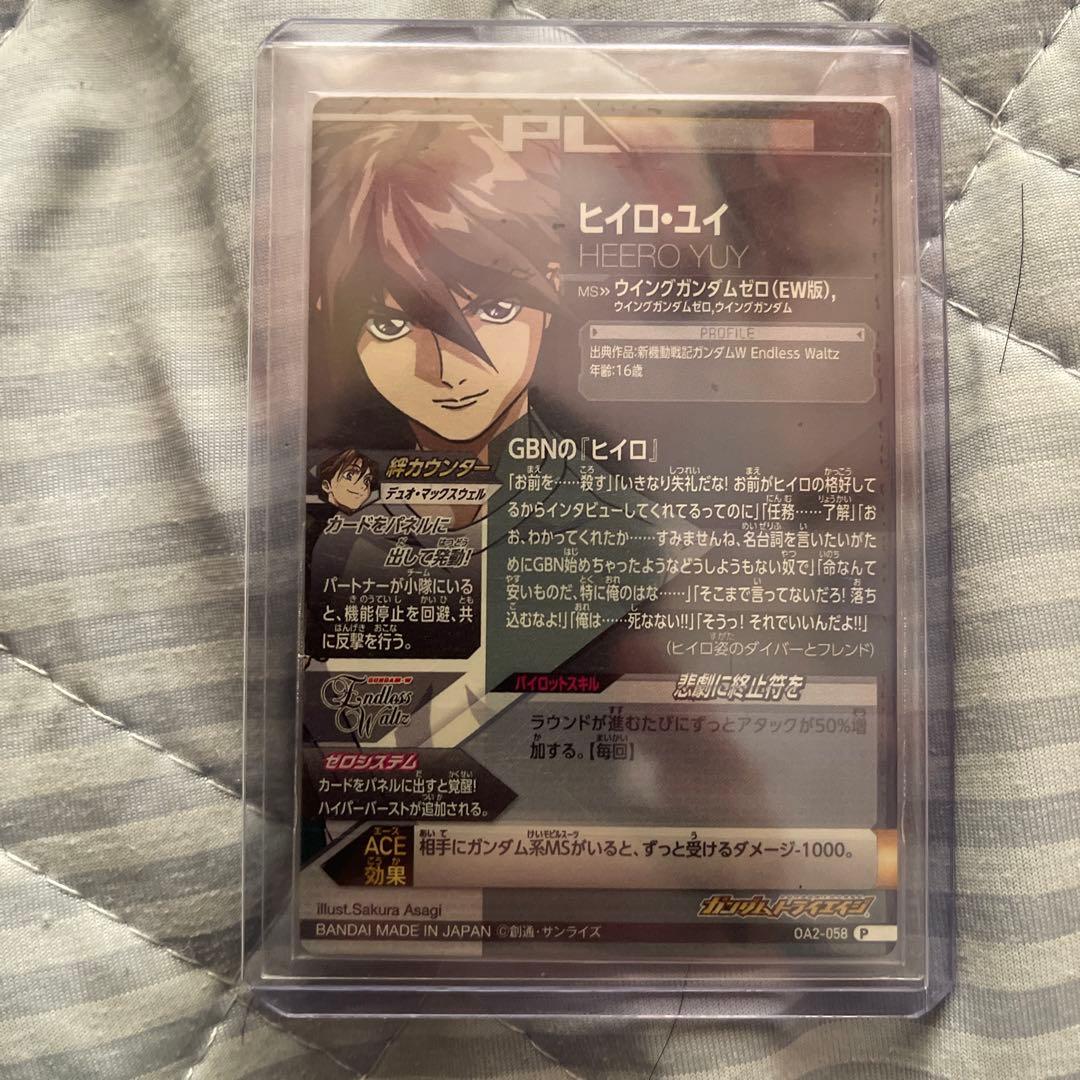 PL
ヒイロ・ユイ
HEERO YUY
MS» ウイングガンダムゼロ(EW版),
ウイングガンダムゼロ,ウイングガンダム
PROFILE
出典作品:新機動戦記ガンダムW Endless Waltz
年齢:16歳
GBNの『ヒイロ』
「お前を……殺す」「いきなり失礼だな! お前がヒイロの格好して
るからインタビューしてくれてるってのに」「任務……了解」「お
お、わかってくれたか……すみませんね、名台詞を言いたいがた
めにGBN始めちゃったようなどうしようもない奴で」「命なんて
安いものだ、特に俺のはな……」「そこまで言ってないだろ! 落ち
込むなよ!」「俺は……死なない!!」「そうっ! それでいいんだよ!!」
(ヒイロ姿のダイバーとフレンド)
絆カウンター
デュオ・マックスウェル
カードをパネルに
出して発動!
パートナーが小隊にいる
と、機能停止を回避、共
に反撃を行う。
GUNDAM-W
Endless
Waltz
パイロットスキル 悲劇に終止符を
ラウンドが進むたびにずっとアタックが50%増
加する。【毎回】
ゼロシステム
カードをパネルに出すと覚醒!
ハイパーバーストが追加される。
ACE
効果
相手にガンダム系MSがいると、ずっと受けるダメージ-1000。
illust.Sakura Asagi
ガンダムトライエイジ
BANDAI MADE IN JAPAN ©創通・サンライズ
OA2-058 P